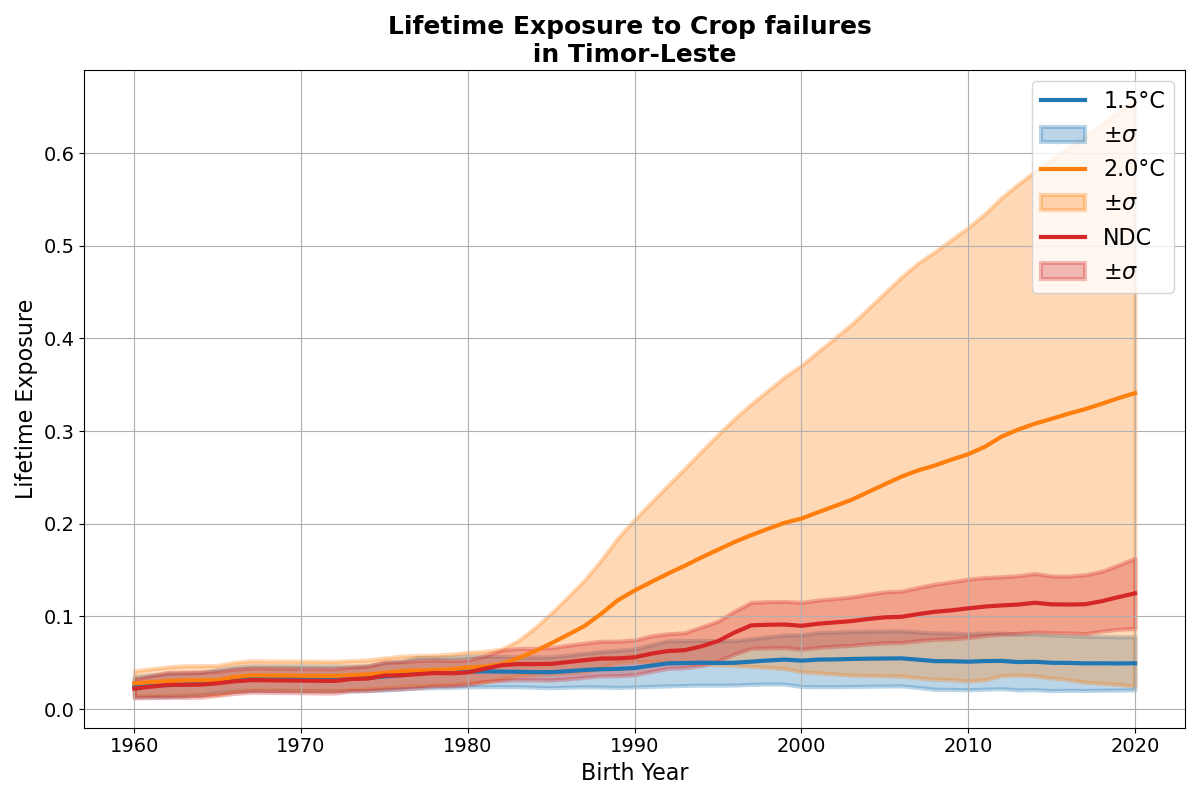 Lifetime Exposure to Crop failures
in Timor-Leste
1.5°C
±σ
2.0°C
±σ
NDC
±σ
Lifetime Exposure
0.6
0.5
0.4
0.3
0.2
0.1
0.0
1960 1970 1980 1990 2000 2010 2020
Birth Year